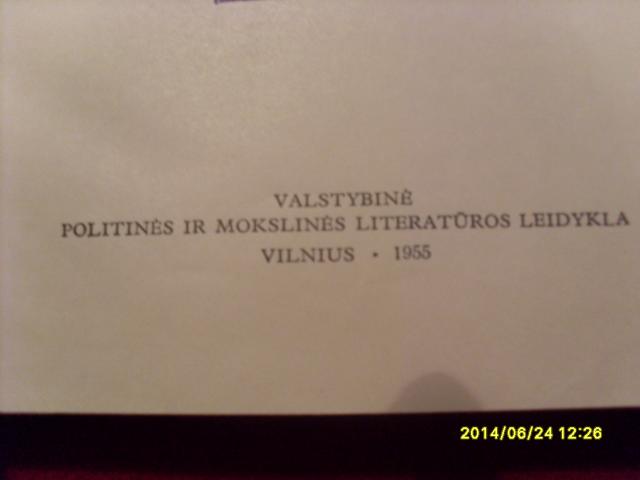 VALSTYBINĖ
POLITINĖS IR MOKSLINĖS LITERATŪROS LEIDYKLA
VILNIUS • 1955
2014/06/24 12:26